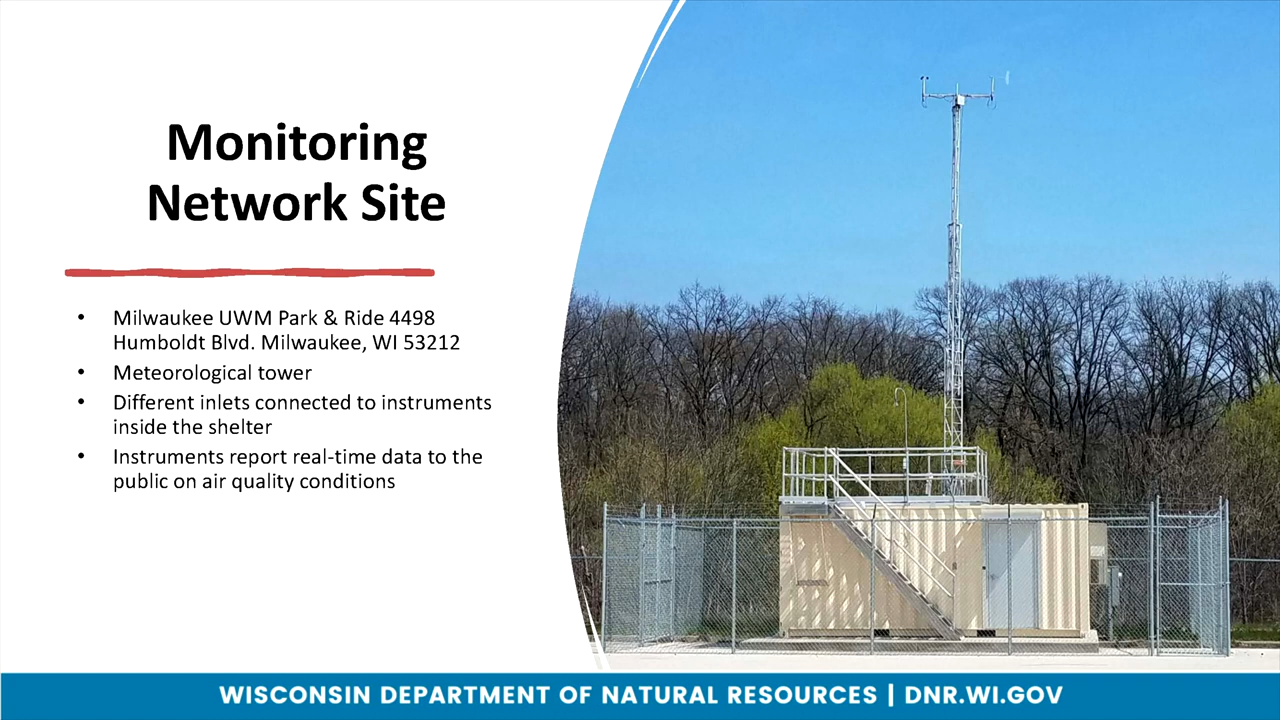 Monitoring
Network Site
• Milwaukee UWM Park & Ride 4498
Humboldt Blvd. Milwaukee, WI 53212
• Meteorological tower
• Different inlets connected to instruments
inside the shelter
• Instruments report real-time data to the
public on air quality conditions
WISCONSIN DEPARTMENT OF NATURAL RESOURCES | DNR.WI.GOV